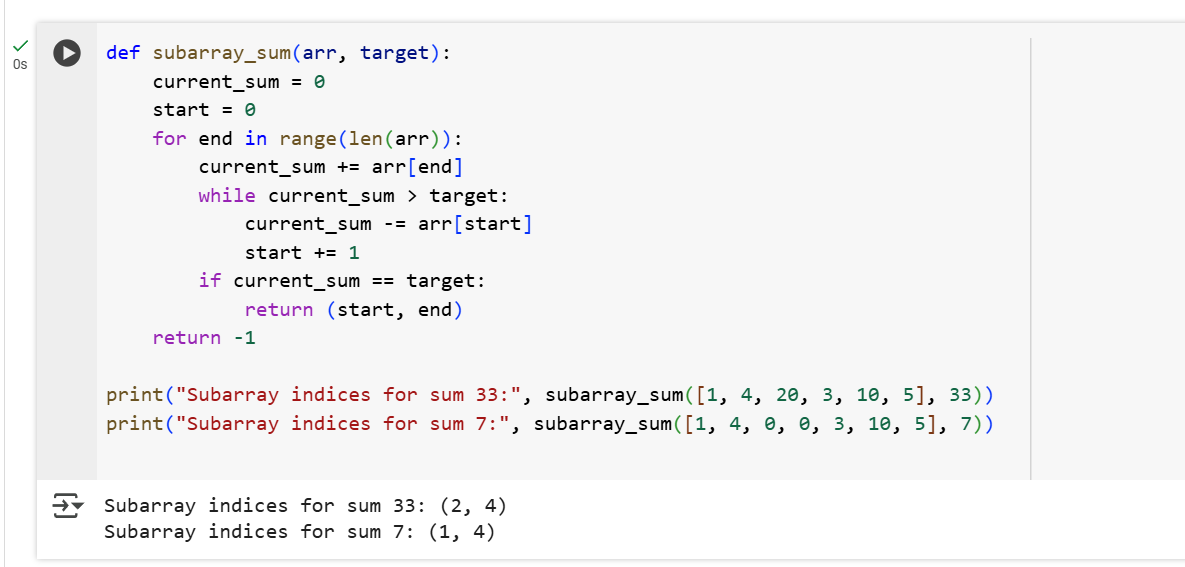 0s
def subarray_sum(arr, target):
    current_sum = 0
    start = 0
    for end in range(len(arr)):
        current_sum += arr[end]
        while current_sum > target:
            current_sum -= arr[start]
            start += 1
        if current_sum == target:
            return (start, end)
    return -1
print("Subarray indices for sum 33:", subarray_sum([1, 4, 20, 3, 10, 5], 33))
print("Subarray indices for sum 7:", subarray_sum([1, 4, 0, 0, 3, 10, 5], 7))
Subarray indices for sum 33: (2, 4)
Subarray indices for sum 7: (1, 4)